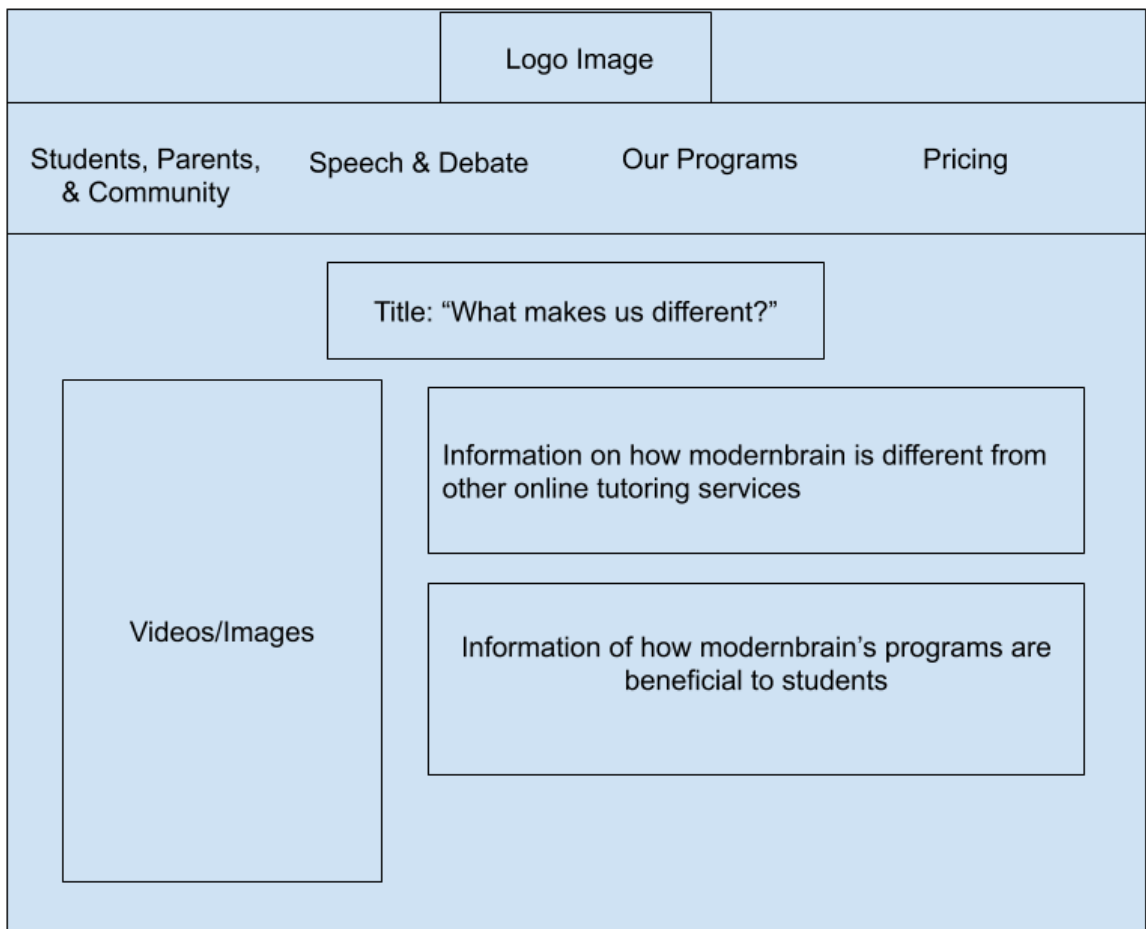 Logo Image
Students, Parents,
& Community
Speech & Debate
Our Programs
Pricing
Title: “What makes us different?”
Videos/Images
Information on how modernbrain is different from
other online tutoring services
Information of how modernbrain’s programs are
beneficial to students